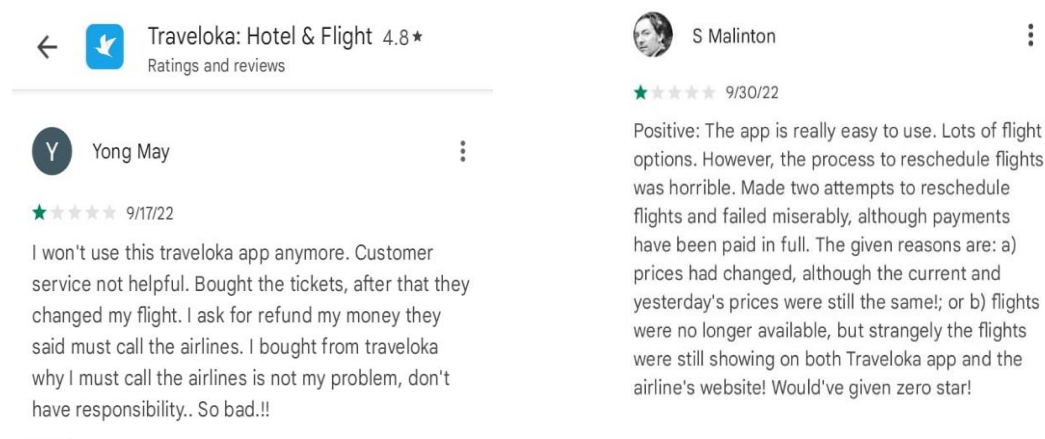 Traveloka: Hotel & Flight 4.8★
Ratings and reviews
Y
Yong May
9/17/22
I won't use this traveloka app anymore. Customer
service not helpful. Bought the tickets, after that they
changed my flight. I ask for refund my money they
said must call the airlines. I bought from traveloka
why I must call the airlines is not my problem, don't
have responsibility.. So bad.!!
S Malinton
9/30/22
Positive: The app is really easy to use. Lots of flight
options. However, the process to reschedule flights
was horrible. Made two attempts to reschedule
flights and failed miserably, although payments
have been paid in full. The given reasons are: a)
prices had changed, although the current and
yesterday's prices were still the same!; or b) flights
were no longer available, but strangely the flights
were still showing on both Traveloka app and the
airline's website! Would've given zero star!